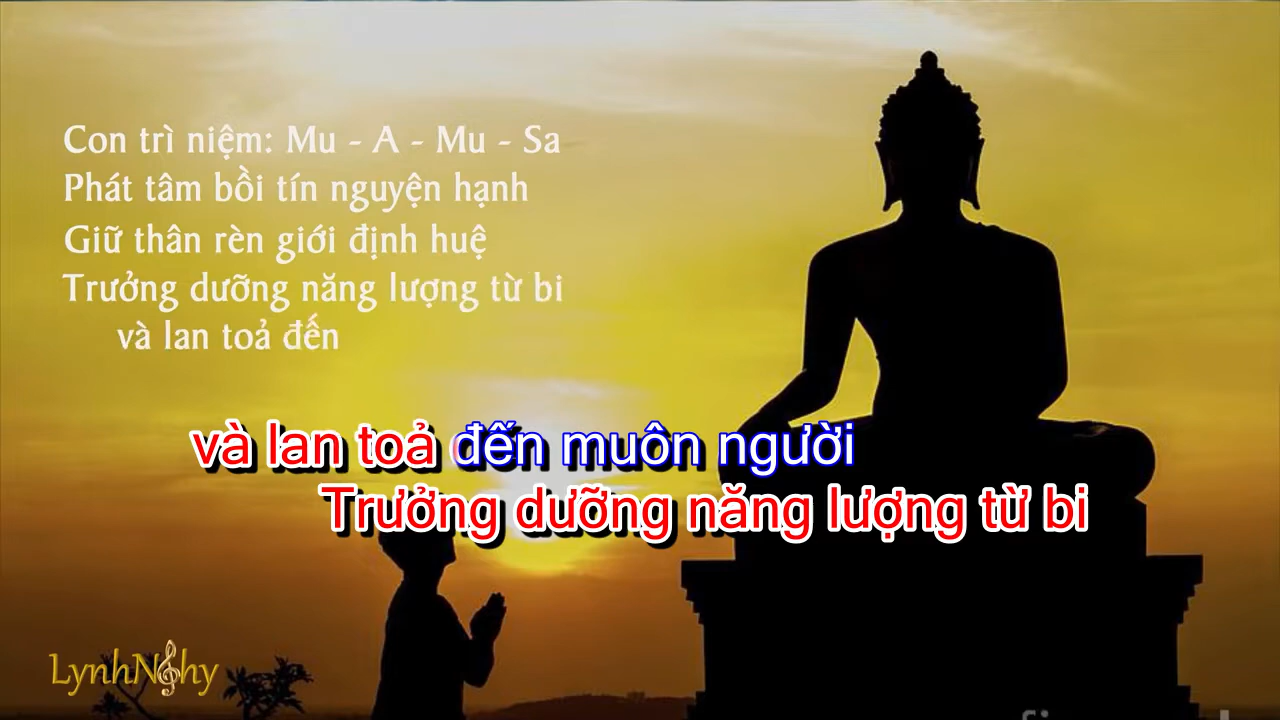 Con trì niệm: Mu - A - Mu - Sa
Phát tâm bồi tín nguyện hạnh
Giữ thân rèn giới định huệ
Trưởng dưỡng năng lượng từ bi
và lan toả đến
và lan toả đến muôn người
Trưởng dưỡng năng lượng từ bi
LynhNghy